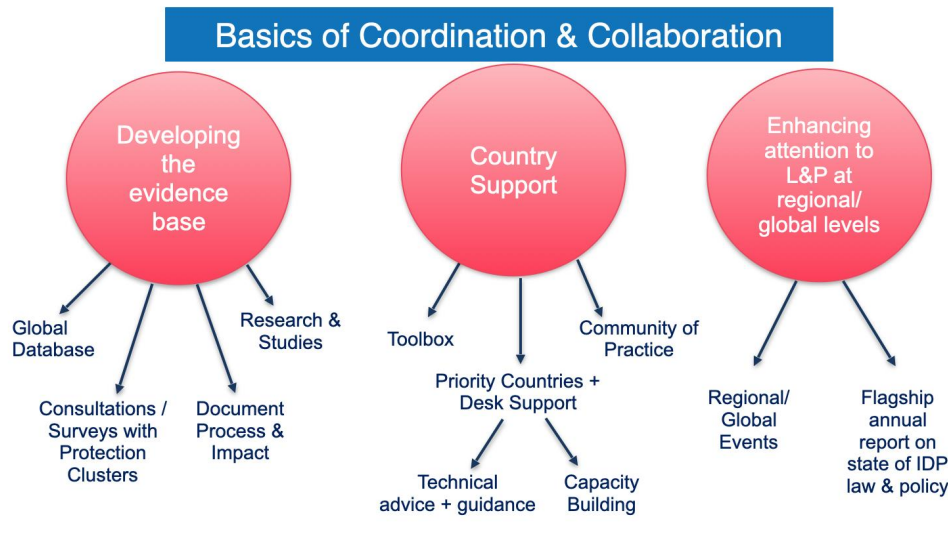 Basics of Coordination & Collaboration
Developing
the
evidence
base
Country
Support
Enhancing
attention to
L&P at
regional/
global levels
Global
Database
Consultations /
Surveys with
Protection
Clusters
Document
Process &
Impact
Research &
Studies
Toolbox
Priority Countries +
Desk Support
Technical
advice + guidance
Capacity
Building
Community of
Practice
Regional/
Global
Events
Flagship
annual
report on
state of IDP
law & policy